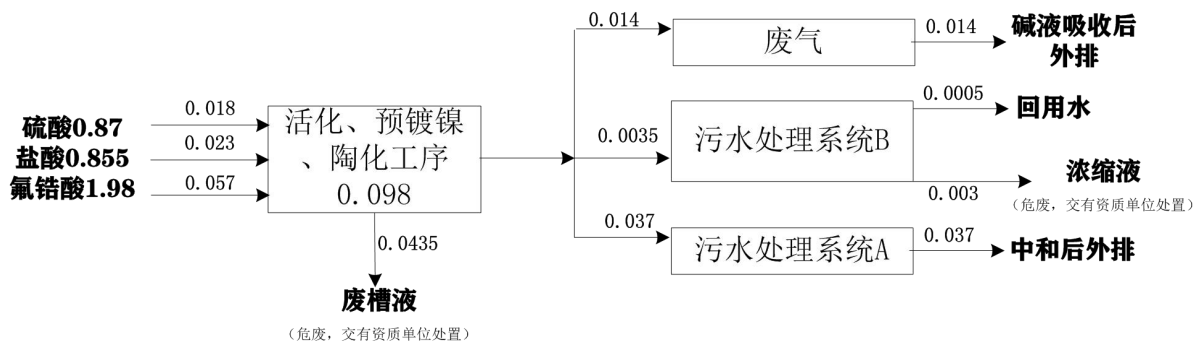 0.014
废气
0.014
碱液吸收后
外排
硫酸0.87
0.018
盐酸0.855
0.023
氟锆酸1.98
0.057
活化、预镀镍
、陶化工序
0.098
0.0035
污水处理系统B
0.0005
回用水
0.003
浓缩液
(危废，交有资质单位处置)
0.037
污水处理系统A
0.037
中和后外排
0.0435
废槽液
(危废，交有资质单位处置)